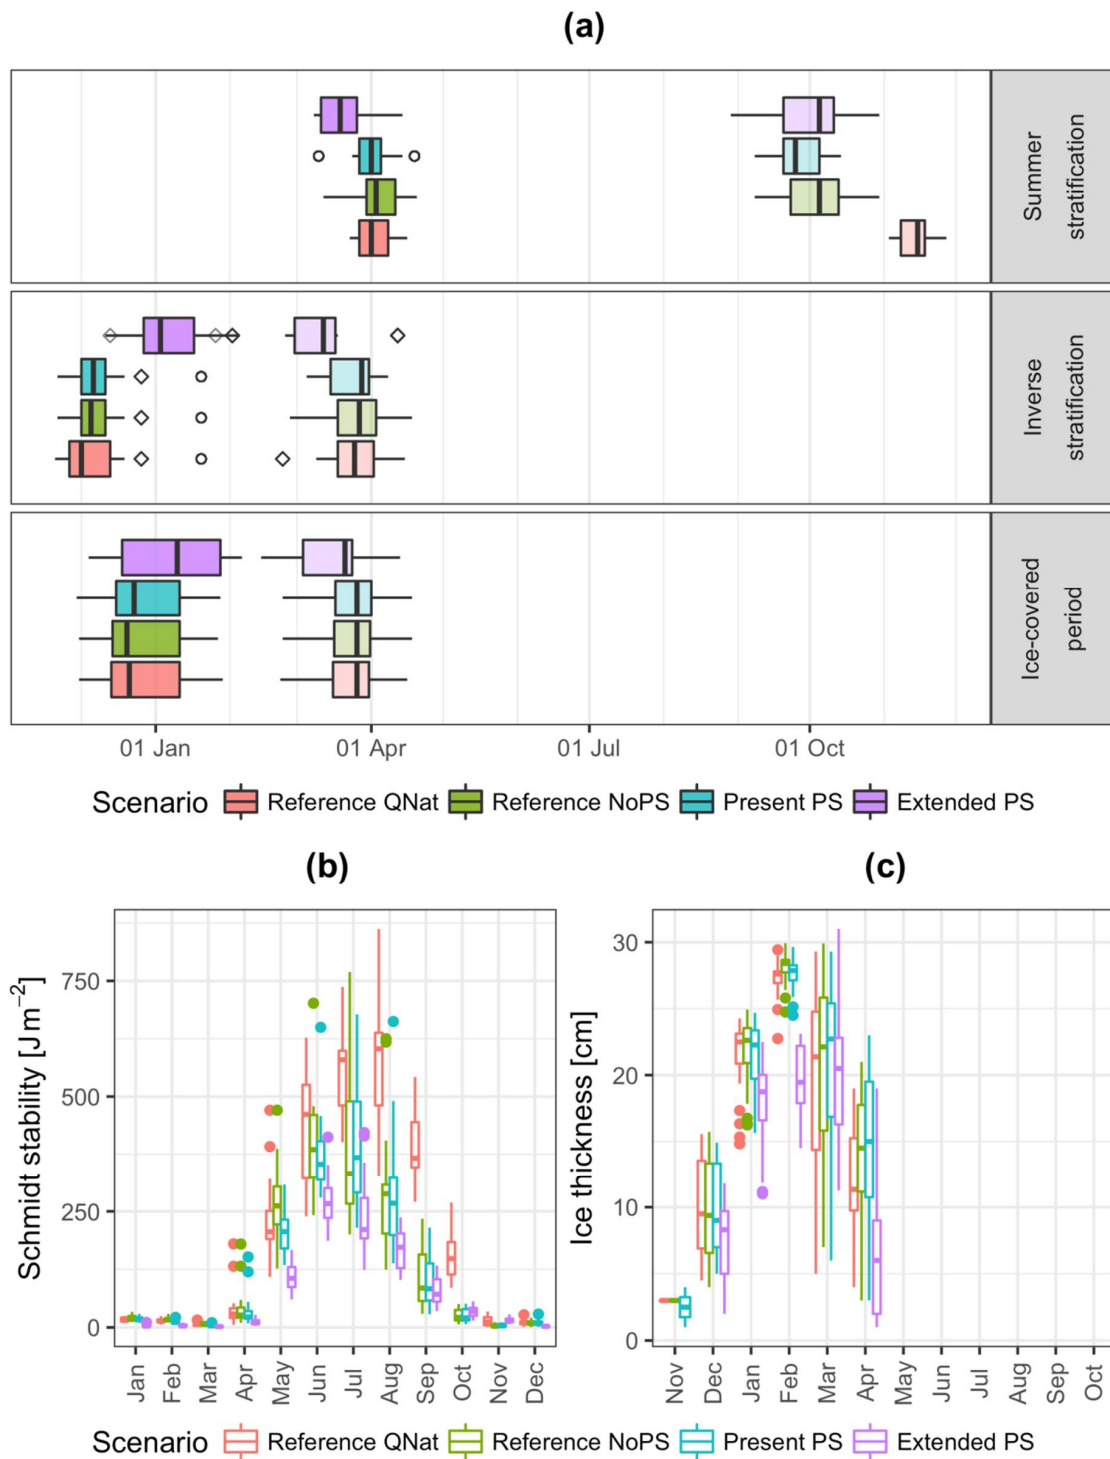 (a)
Summer
stratification
Inverse
stratification
Ice-covered
period
01 Jan 01 Apr 01 Jul 01 Oct
Scenario Reference QNat Reference NoPS Present PS Extended PS
(b)
Schmidt stability [Jm⁻²]
750
500
250
0
Jan Feb Mar Apr May Jun Jul Aug Sep Oct Nov Dec
(c)
Ice thickness [cm]
30
20
10
0
Nov Dec Jan Feb Mar Apr May Jun Jul Aug Sep Oct
Scenario Reference QNat Reference NoPS Present PS Extended PS